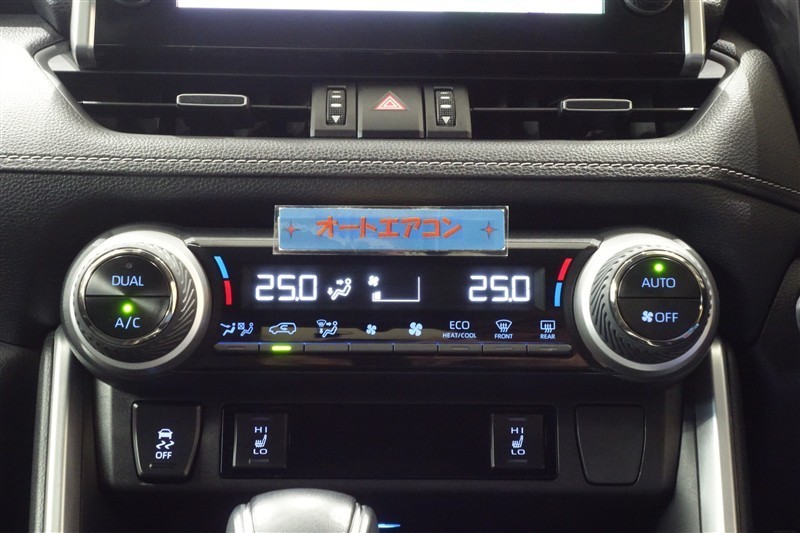 オートエアコン
DUAL
A/C
25.0
25.0
AUTO
OFF
ECO
HEAT/COOL
FRONT
REAR
OFF
HI
LO
HI
LO